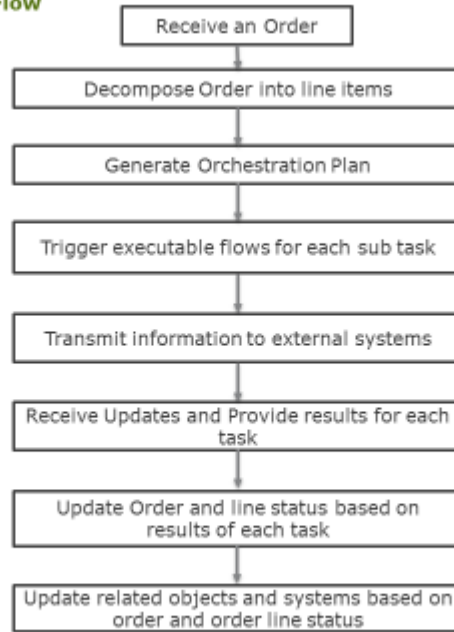 Flow
Receive an Order
Decompose Order into line items
Generate Orchestration Plan
Trigger executable flows for each sub task
Transmit information to external systems
Receive Updates and Provide results for each
task
Update Order and line status based on
results of each task
Update related objects and systems based on
order and order line status